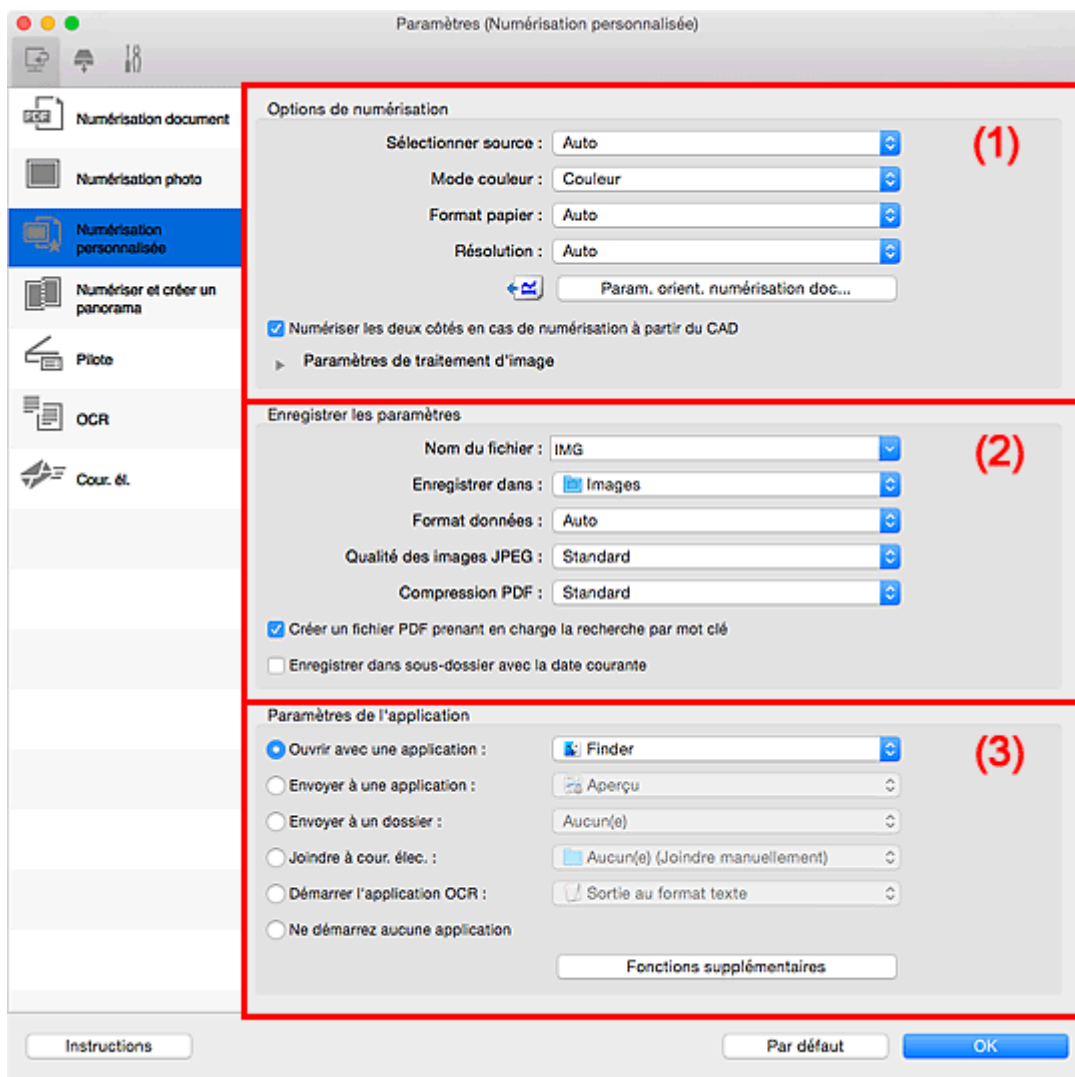 Paramètres (Numérisation personnalisée)
PDF
Numérisation document
Numérisation photo
Numérisation
personnalisée
Numériser et créer un
panorama
Pilote
OCR
Cour. él.
Options de numérisation
(1)
Sélectionner source : Auto
Mode couleur : Couleur
Format papier : Auto
Résolution : Auto
R Param. orient. numérisation doc...
Numériser les deux côtés en cas de numérisation à partir du CAD
Paramètres de traitement d'image
Enregistrer les paramètres
(2)
Nom du fichier : IMG
Enregistrer dans : Images
Format données : Auto
Qualité des images JPEG : Standard
Compression PDF : Standard
Créer un fichier PDF prenant en charge la recherche par mot clé
Enregistrer dans sous-dossier avec la date courante
Paramètres de l'application
(3)
Ouvrir avec une application : Finder
Envoyer à une application : Aperçu
Envoyer à un dossier : Aucun(e)
Joindre à cour. élec. : Aucun(e) (Joindre manuellement)
Démarrer l'application OCR : Sortie au format texte
Ne démarrez aucune application
Fonctions supplémentaires
Instructions
Par défaut
OK